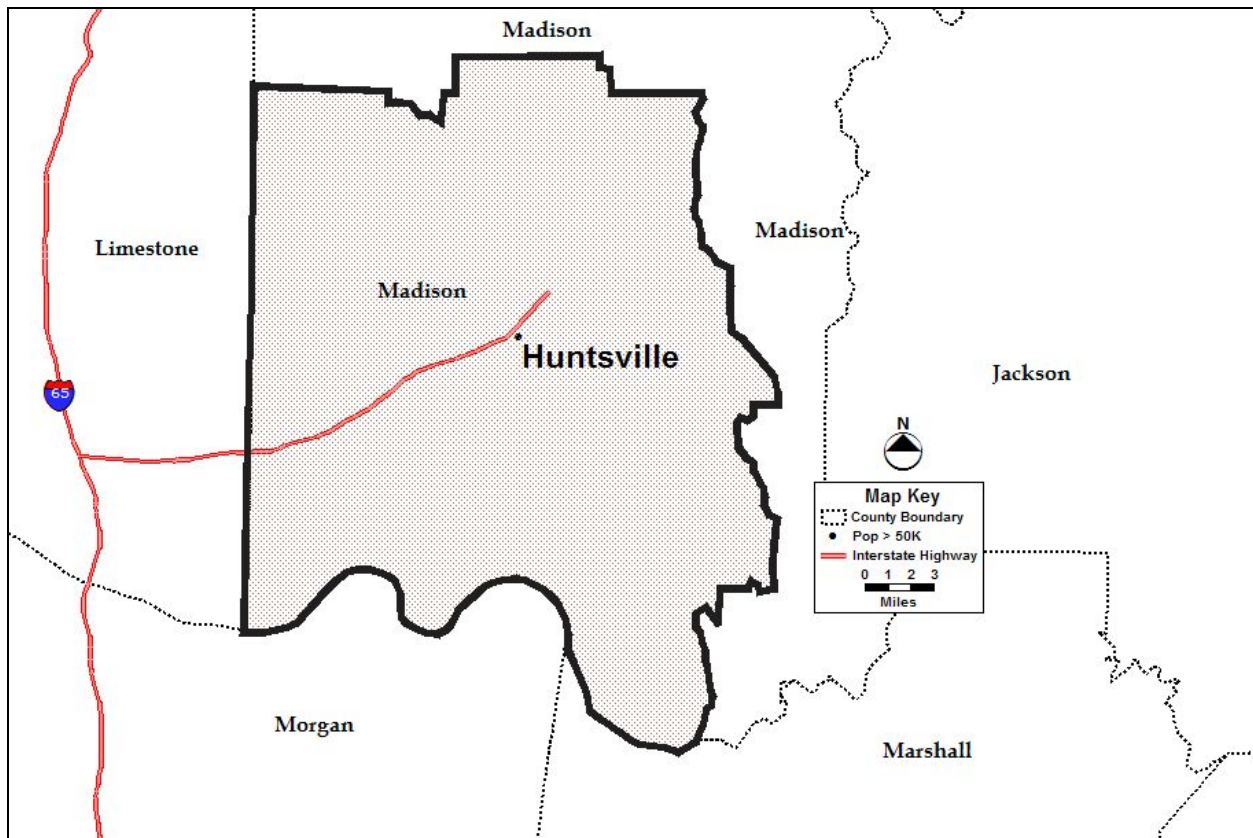 Madison
Limestone
Madison
Madison
Huntsville
Jackson
65
N
Map Key
County Boundary
Pop > 50K
Interstate Highway
0 1 2 3
Miles
Morgan
Marshall